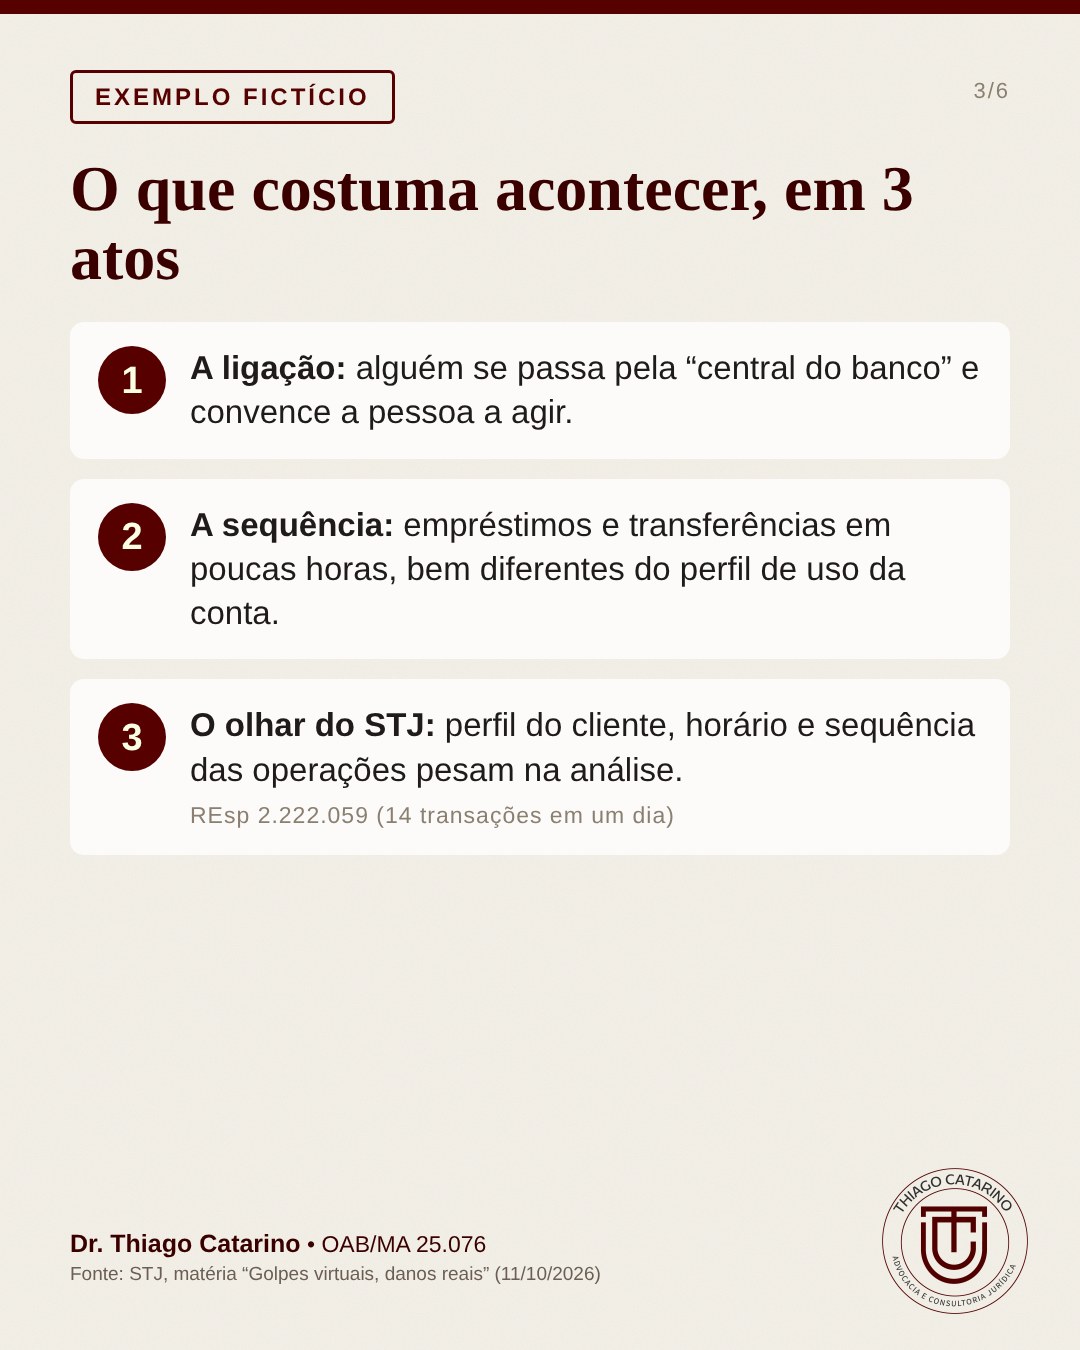 EXEMPLO FICTÍCIO
3/6
O que costuma acontecer, em 3
atos
1
A ligação: alguém se passa pela “central do banco” e
convence a pessoa a agir.
2
A sequência: empréstimos e transferências em
poucas horas, bem diferentes do perfil de uso da
conta.
3
O olhar do STJ: perfil do cliente, horário e sequência
das operações pesam na análise.
REsp 2.222.059 (14 transações em um dia)
Dr. Thiago Catarino • OAB/MA 25.076
Fonte: STJ, matéria “Golpes virtuais, danos reais” (11/10/2026)
THIAGO CATARINO
ADVOCACIA E CONSULTORIA JURÍDICA